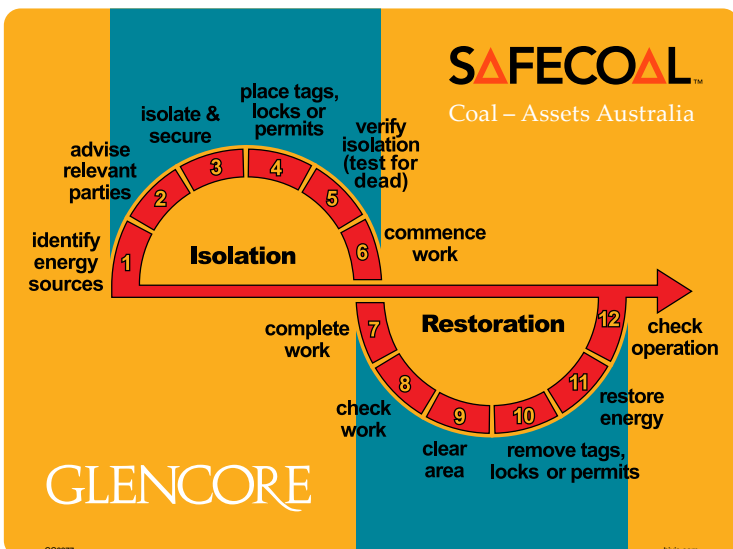 SAFECOAL™
Coal – Assets Australia
identify
energy
sources
1
advise
relevant
parties
2
isolate &
secure
3
place tags,
locks or
permits
4
verify
isolation
(test for
dead)
5
commence
work
6
Isolation
complete
work
7
check
work
8
clear
area
9
remove tags,
locks or permits
10
restore
energy
11
check
operation
12
Restoration
GLENCORE